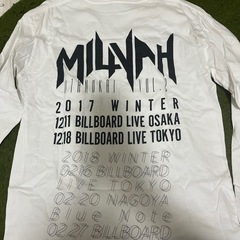 MIYAVI
2017 WINTER
12.11 BILLBOARD LIVE OSAKA
12.18 BILLBOARD LIVE TOKYO
2018 WINTER
02.16 BILLBOARD
LIVE TOKYO
02.20 NAGOYA
Blue Note
02.27 BILLBOARD